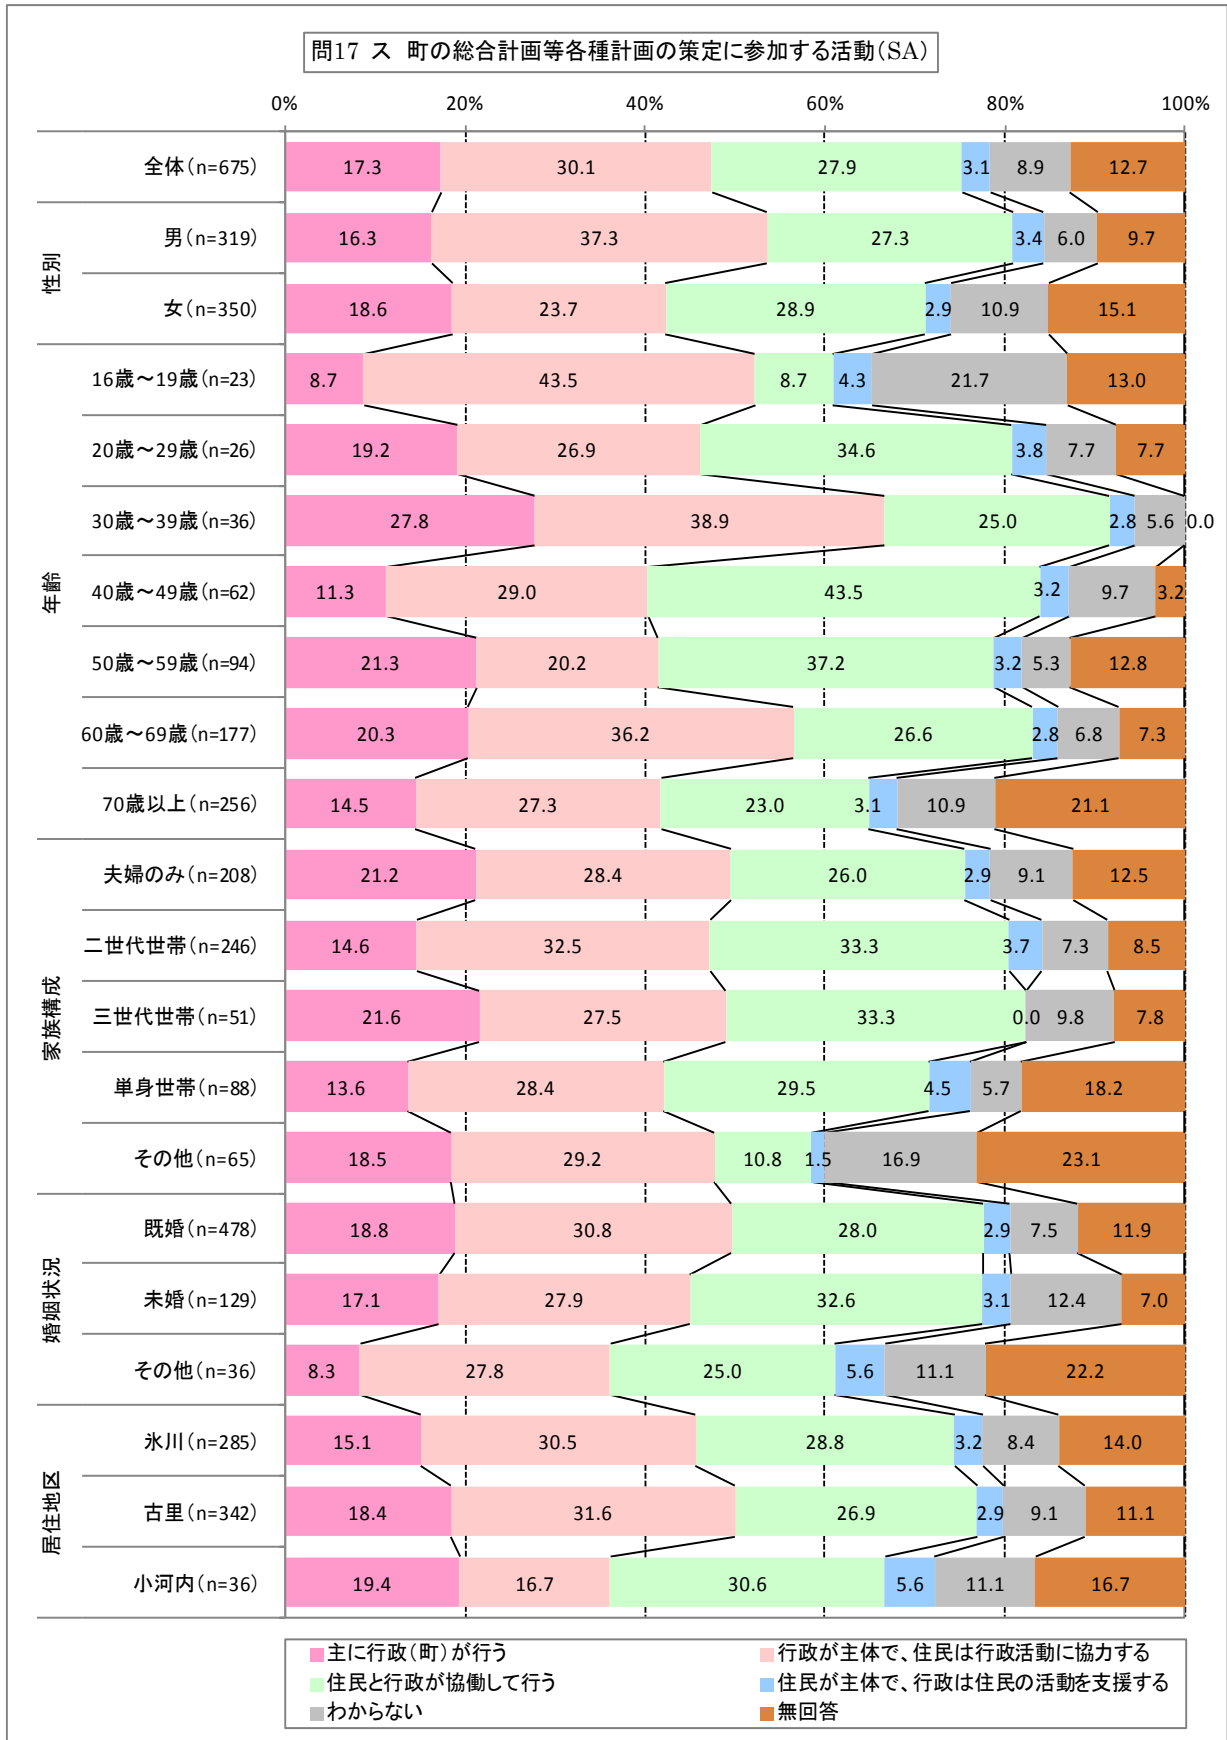 問17 ス 町の総合計画等各種計画の策定に参加する活動(SA)
0% 20% 40% 60% 80% 100%
全体(n=675) 17.3 30.1 27.9 3.1 8.9 12.7
性別
男(n=319) 16.3 37.3 27.3 3.4 6.0 9.7
女(n=350) 18.6 23.7 28.9 2.9 10.9 15.1
年齢
16歳～19歳(n=23) 8.7 43.5 8.7 4.3 21.7 13.0
20歳～29歳(n=26) 19.2 26.9 34.6 3.8 7.7 7.7
30歳～39歳(n=36) 27.8 38.9 25.0 2.8 5.6 0.0
40歳～49歳(n=62) 11.3 29.0 43.5 3.2 9.7 3.2
50歳～59歳(n=94) 21.3 20.2 37.2 3.2 5.3 12.8
60歳～69歳(n=177) 20.3 36.2 26.6 2.8 6.8 7.3
70歳以上(n=256) 14.5 27.3 23.0 3.1 10.9 21.1
家族構成
夫婦のみ(n=208) 21.2 28.4 26.0 2.9 9.1 12.5
二世代世帯(n=246) 14.6 32.5 33.3 3.7 7.3 8.5
三世代世帯(n=51) 21.6 27.5 33.3 0.0 9.8 7.8
単身世帯(n=88) 13.6 28.4 29.5 4.5 5.7 18.2
その他(n=65) 18.5 29.2 10.8 1.5 16.9 23.1
婚姻状況
既婚(n=478) 18.8 30.8 28.0 2.9 7.5 11.9
未婚(n=129) 17.1 27.9 32.6 3.1 12.4 7.0
その他(n=36) 8.3 27.8 25.0 5.6 11.1 22.2
居住地区
氷川(n=285) 15.1 30.5 28.8 3.2 8.4 14.0
古里(n=342) 18.4 31.6 26.9 2.9 9.1 11.1
小河内(n=36) 19.4 16.7 30.6 5.6 11.1 16.7
主に行政(町)が行う 行政が主体で、住民は行政活動に協力する
住民と行政が協働して行う 住民が主体で、行政は住民の活動を支援する
わからない 無回答